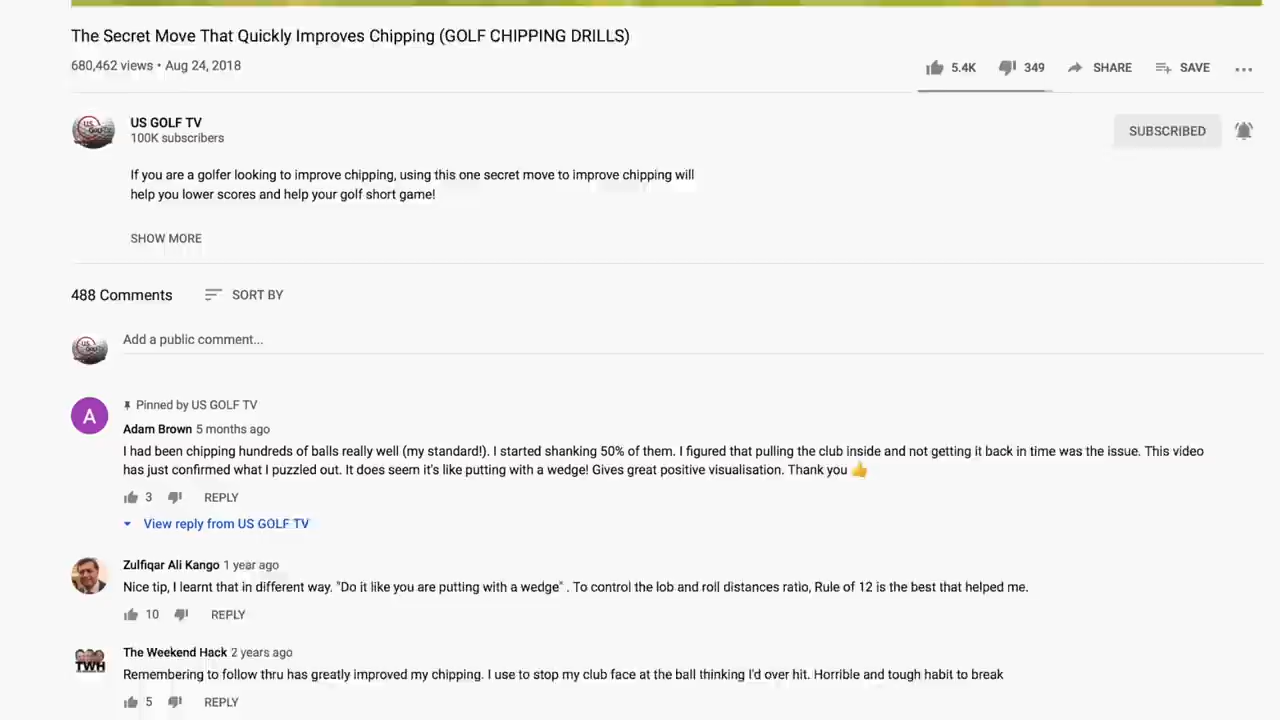 The Secret Move That Quickly Improves Chipping (GOLF CHIPPING DRILLS)
680,462 views • Aug 24, 2018
5.4K 349 SHARE SAVE
US GOLF TV
100K subscribers
SUBSCRIBED
If you are a golfer looking to improve chipping, using this one secret move to improve chipping will
help you lower scores and help your golf short game!
SHOW MORE
488 Comments SORT BY
Add a public comment...
A
Pinned by US GOLF TV
Adam Brown 5 months ago
I had been chipping hundreds of balls really well (my standard!). I started shanking 50% of them. I figured that pulling the club inside and not getting it back in time was the issue. This video
has just confirmed what I puzzled out. It does seem it's like putting with a wedge! Gives great positive visualisation. Thank you 👍
3 REPLY
View reply from US GOLF TV
Zulfiqar Ali Kango 1 year ago
Nice tip, I learnt that in different way. "Do it like you are putting with a wedge" . To control the lob and roll distances ratio, Rule of 12 is the best that helped me.
10 REPLY
TWH
The Weekend Hack 2 years ago
Remembering to follow thru has greatly improved my chipping. I use to stop my club face at the ball thinking I'd over hit. Horrible and tough habit to break
5 REPLY